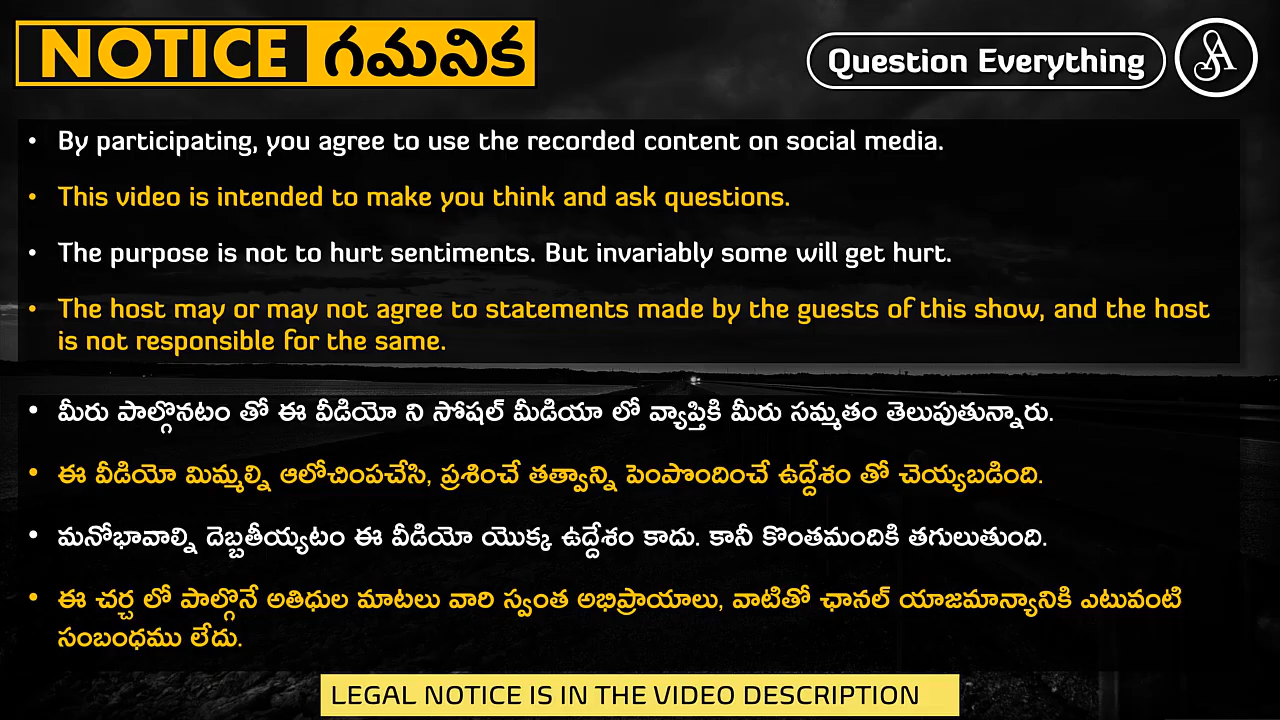 NOTICE గమనిక
Question Everything
• By participating, you agree to use the recorded content on social media.
• This video is intended to make you think and ask questions.
• The purpose is not to hurt sentiments. But invariably some will get hurt.
• The host may or may not agree to statements made by the guests of this show, and the host
is not responsible for the same.
• మీరు పాల్గొనటం తో ఈ వీడియో ని సోషల్ మీడియా లో వ్యాప్తికి మీరు సమ్మతం తెలుపుతున్నారు.
• ఈ వీడియో మిమ్మల్ని ఆలోచింపచేసి, ప్రశించే తత్వాన్ని పెంపొందించే ఉద్దేశం తో చెయ్యబడింది.
• మనోభావాల్ని దెబ్బతీయ్యటం ఈ వీడియో యొక్క ఉద్దేశం కాదు. కానీ కొంతమందికి తగులుతుంది.
• ఈ చర్చ లో పాల్గొనే అతిధుల మాటలు వారి స్వంత అభిప్రాయాలు, వాటితో ఛానల్ యాజమాన్యానికి ఎటువంటి
సంబంధము లేదు.
LEGAL NOTICE IS IN THE VIDEO DESCRIPTION